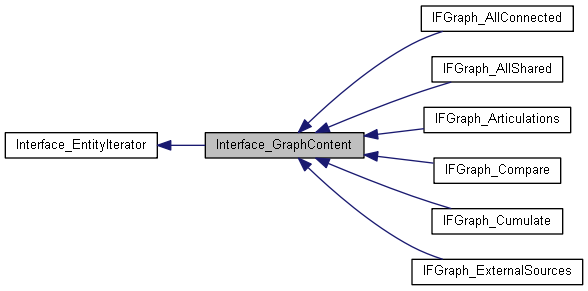 IFGraph_AllConnected
IFGraph_AllShared
IFGraph_Articulations
Interface_EntityIterator
Interface_GraphContent
IFGraph_Compare
IFGraph_Cumulate
IFGraph_ExternalSources